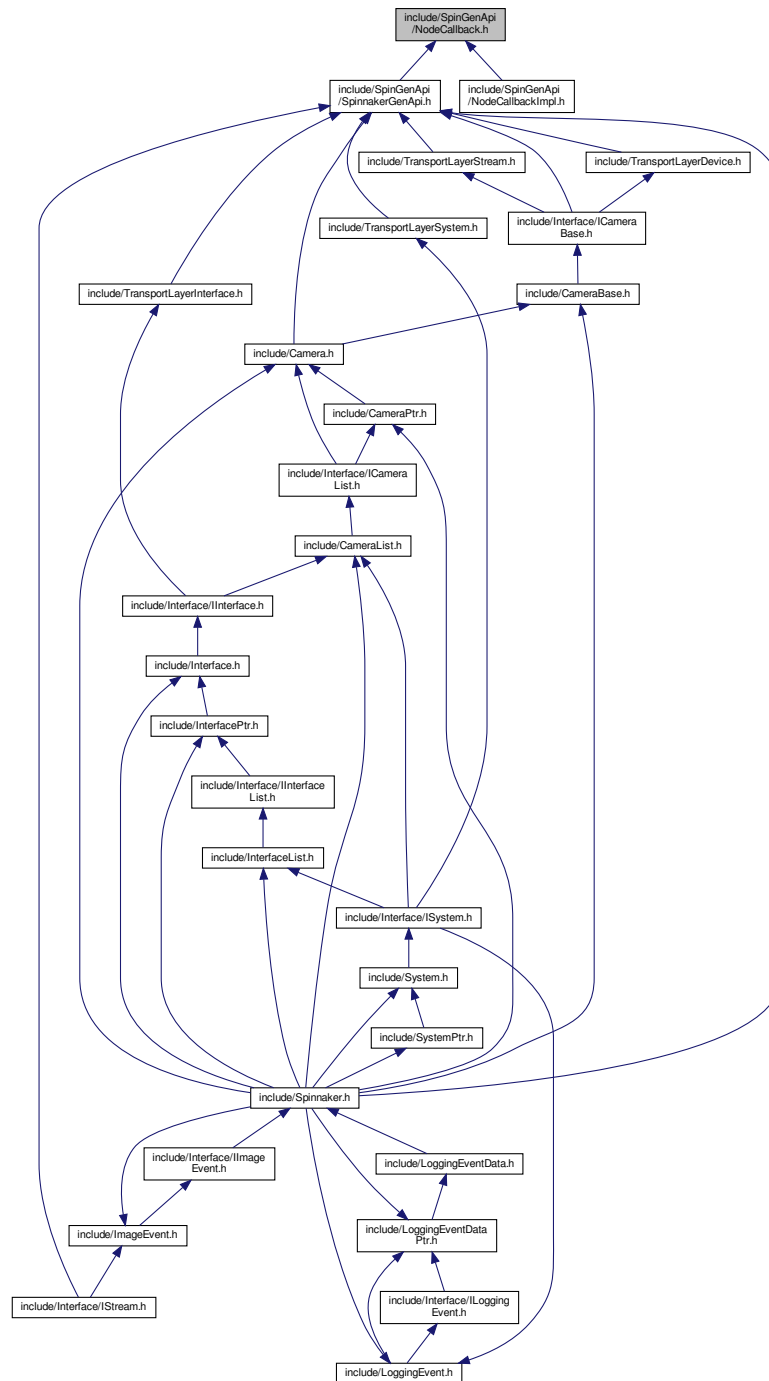 include/SpinGenApi
/NodeCallback.h
include/SpinGenApi
/SpinnakerGenApi.h
include/SpinGenApi
/NodeCallbackImpl.h
include/TransportLayerStream.h
include/TransportLayerDevice.h
include/TransportLayerSystem.h
include/Interface/ICamera
Base.h
include/TransportLayerInterface.h
include/CameraBase.h
include/Camera.h
include/CameraPtr.h
include/Interface/ICamera
List.h
include/CameraList.h
include/Interface/IInterface.h
include/Interface.h
include/InterfacePtr.h
include/Interface/IInterface
List.h
include/InterfaceList.h
include/Interface/ISystem.h
include/System.h
include/SystemPtr.h
include/Spinnaker.h
include/Interface/IImage
Event.h
include/LoggingEventData.h
include/ImageEvent.h
include/LoggingEventData
Ptr.h
include/Interface/IStream.h
include/Interface/ILogging
Event.h
include/LoggingEvent.h